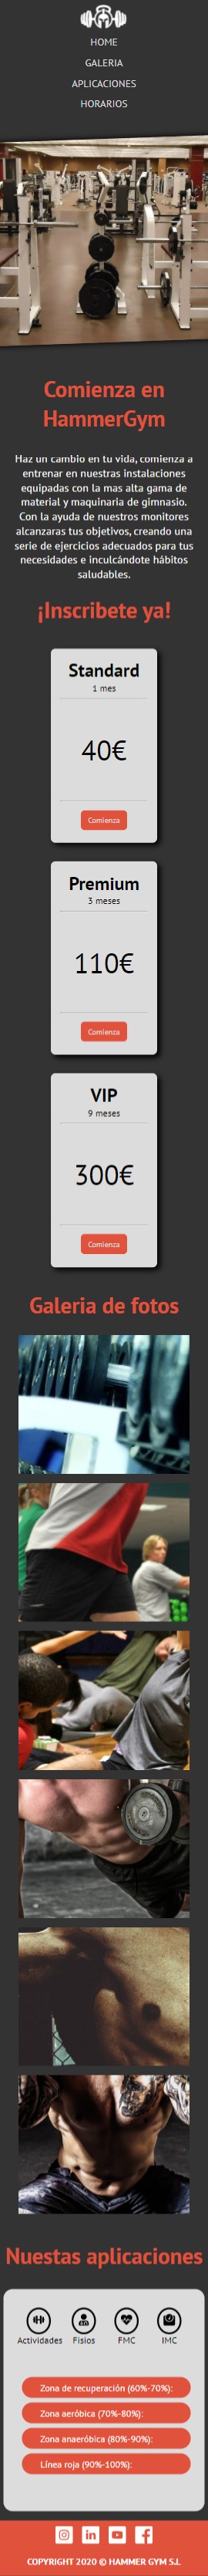 HOME
GALERIA
APLICACIONES
HORARIOS
Comienza en
HammerGym
Haz un cambio en tu vida, comienza a
entrenar en nuestras instalaciones
equipadas con la mas alta gama de
material y maquinaria de gimnasio.
Con la ayuda de nuestros monitores
alcanzaras tus objetivos, creando una
serie de ejercicios adecuados para tus
necesidades e inculcándote hábitos
saludables.
¡Inscribete ya!
Standard
1 mes
40€
Comienza
Premium
3 meses
110€
Comienza
VIP
9 meses
300€
Comienza
Galeria de fotos
Nuestas aplicaciones
Actividades Fisios FMC IMC
Zona de recuperación (60%-70%):
Zona aeróbica (70%-80%):
Zona anaeróbica (80%-90%):
Línea roja (90%-100%):
COPYRIGHT 2020 © HAMMER GYM S.L